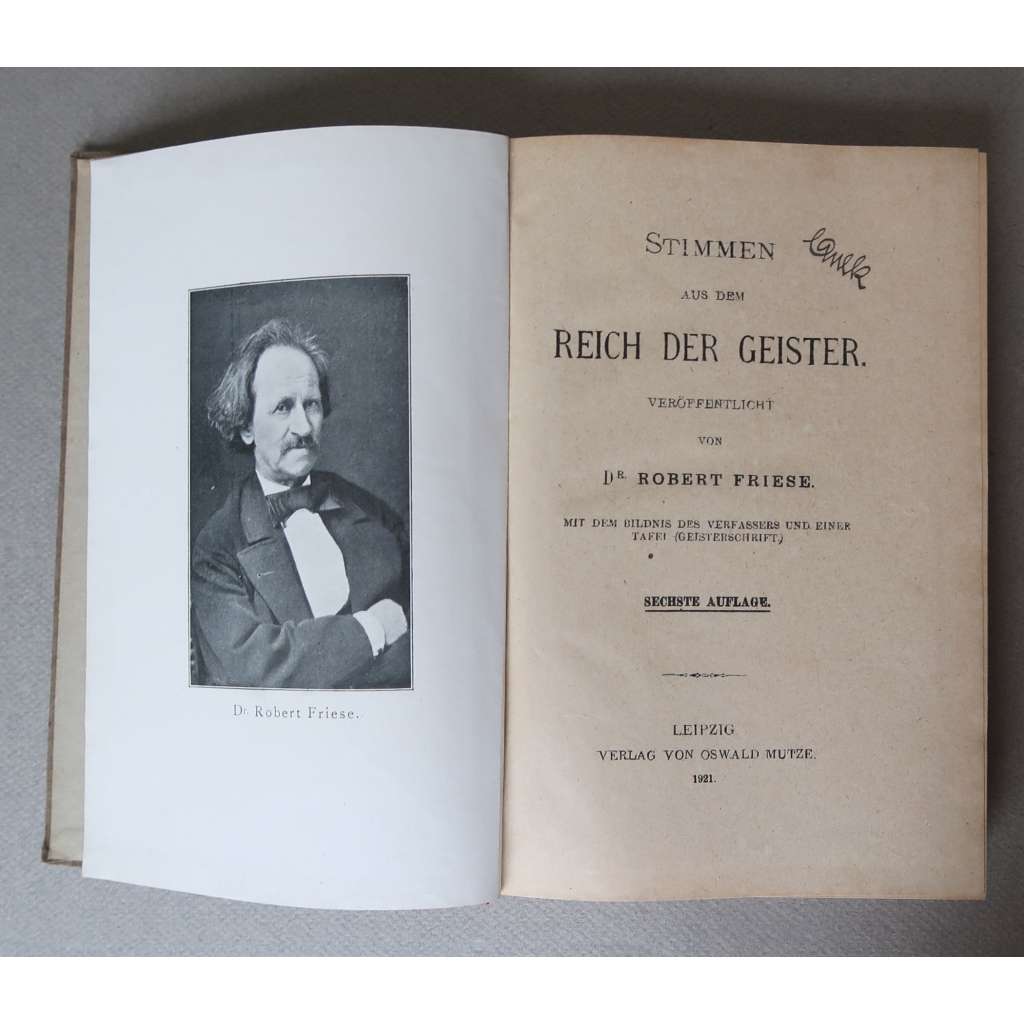 Dr. Robert Friese.
STIMMEN
AUS DEM
REICH DER GEISTER.
VERÖFFENTLICHT
VON
DR. ROBERT FRIESE.
MIT DEM BILDNIS DES VERFASSERS UND EINER
TAFEL (GEISTERSCHRIFT.)
SECHSTE AUFLAGE.
LEIPZIG.
VERLAG VON OSWALD MUTZE.
1921.